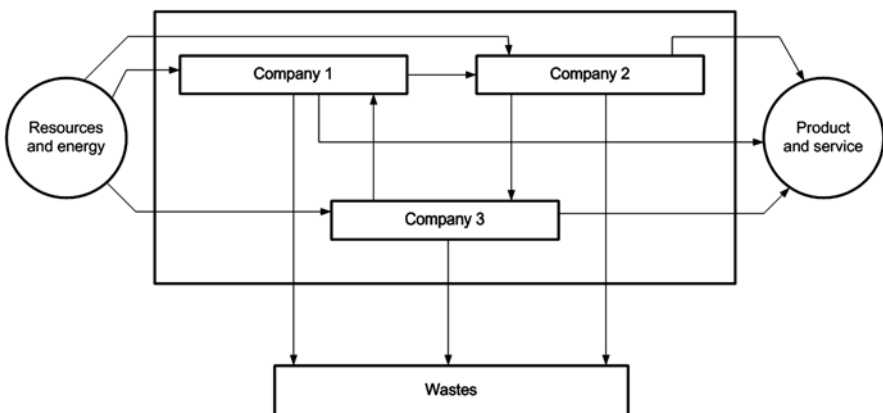 Company 1
Company 2
Resources
and energy
Product
and service
Company 3
Wastes